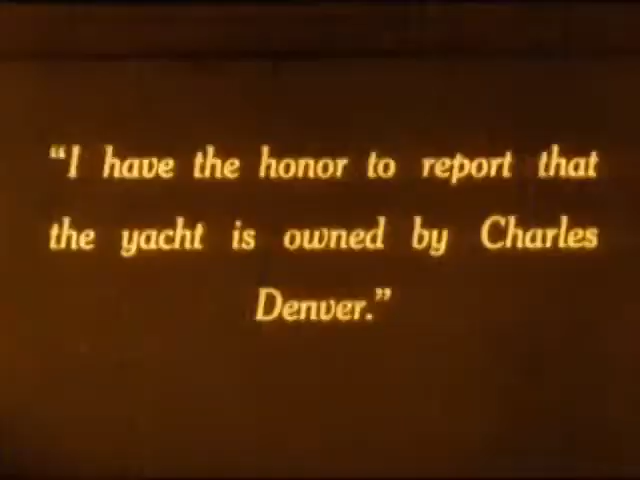 “I have the honor to report that
the yacht is owned by Charles
Denver.”